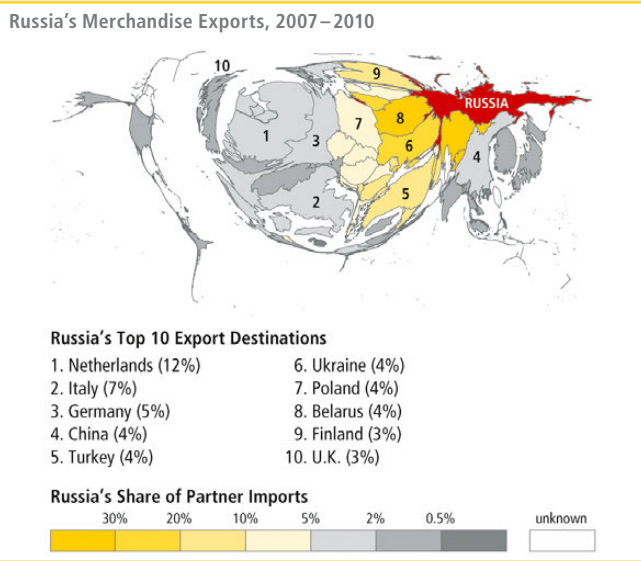 Russia's Merchandise Exports, 2007–2010
10
9
RUSSIA
8
7
1
3
6
4
5
2
Russia's Top 10 Export Destinations
1. Netherlands (12%)
2. Italy (7%)
3. Germany (5%)
4. China (4%)
5. Turkey (4%)
6. Ukraine (4%)
7. Poland (4%)
8. Belarus (4%)
9. Finland (3%)
10. U.K. (3%)
Russia's Share of Partner Imports
30% 20% 10% 5% 2% 0.5% unknown